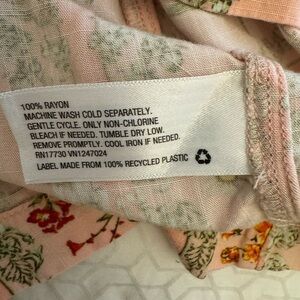 100% RAYON
MACHINE WASH COLD SEPARATELY.
GENTLE CYCLE. ONLY NON-CHLORINE
BLEACH IF NEEDED. TUMBLE DRY LOW.
REMOVE PROMPTLY. COOL IRON IF NEEDED.
RN17730 VN1247024
LABEL MADE FROM 100% RECYCLED PLASTIC